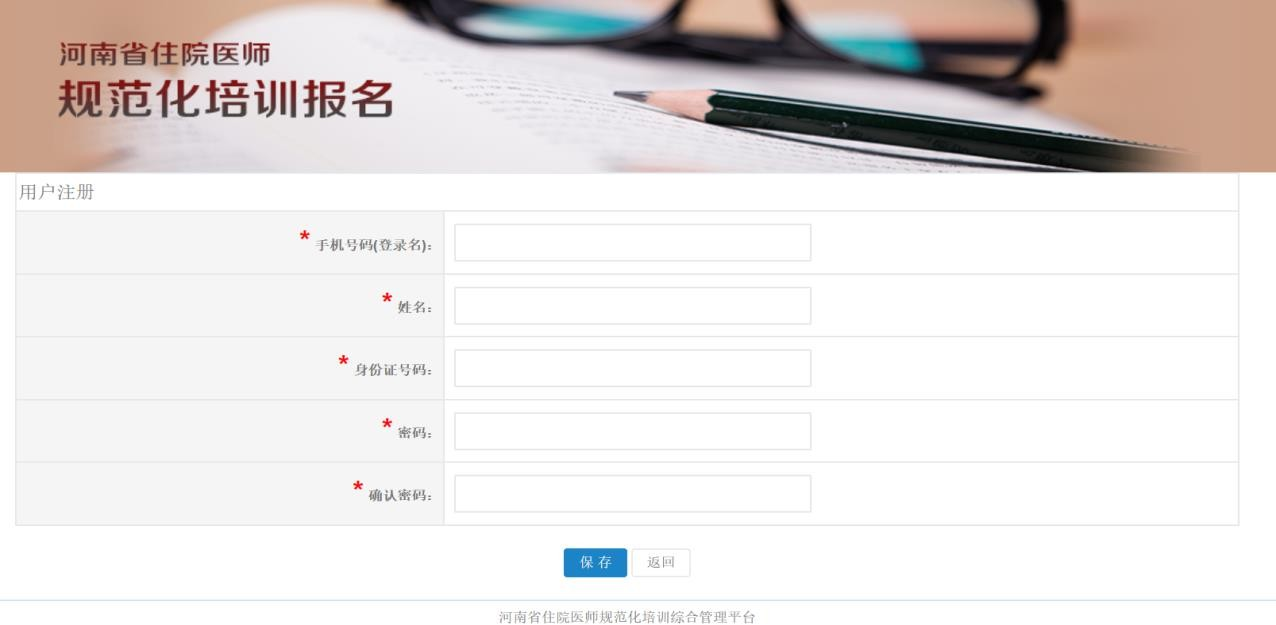 河南省住院医师
规范化培训报名
用户注册
* 手机号码(登录名):
* 姓名:
* 身份证号码:
* 密码:
* 确认密码:
保 存 返回
河南省住院医师规范化培训综合管理平台